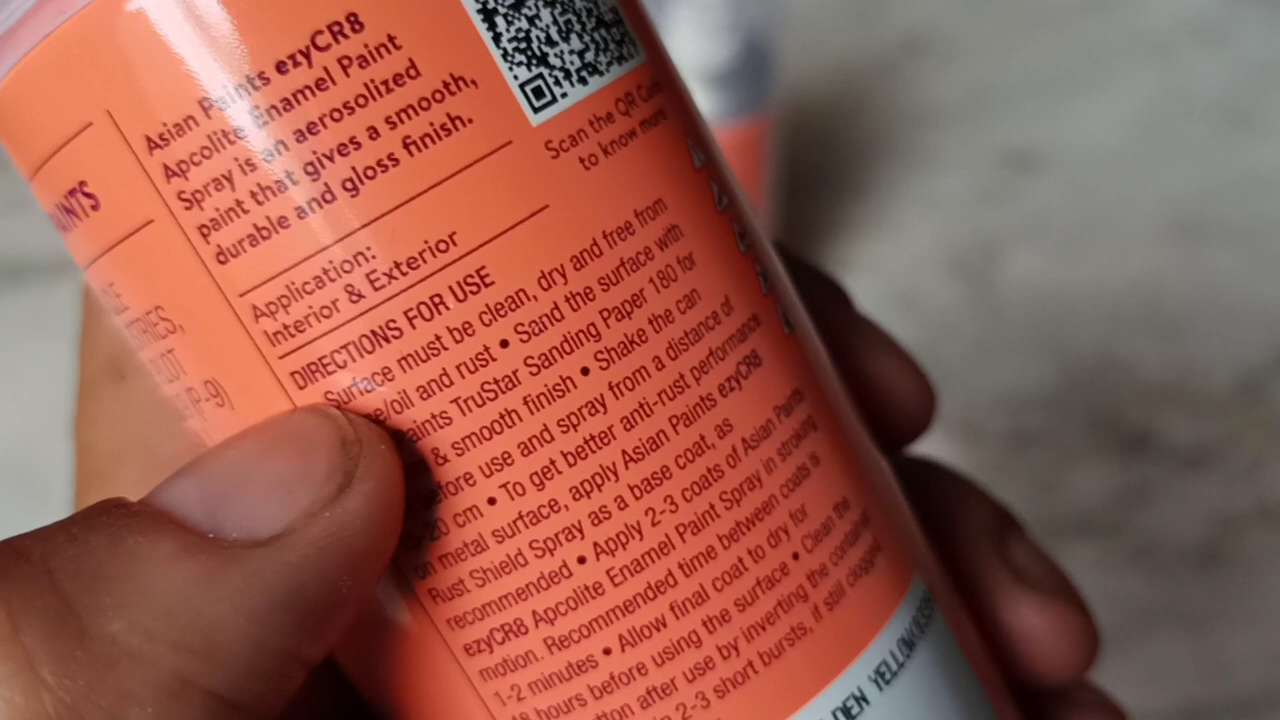 Asian Paints ezyCR8
Apcolite Enamel Paint
Spray is an aerosolized
paint that gives a smooth,
durable and gloss finish.
Scan the QR Code
to know more
Application:
Interior & Exterior
DIRECTIONS FOR USE
Surface must be clean, dry and free from
/oil and rust • Sand the surface with
TruStar Sanding Paper 180 for
& smooth finish • Shake the can
use and spray from a distance of
20 cm • To get better anti-rust performance
on metal surface, apply Asian Paints ezyCR8
Rust Shield Spray as a base coat, as
recommended • Apply 2-3 coats of Asian Paints
ezyCR8 Apcolite Enamel Paint Spray in stroking
motion. Recommended time between coats is
1-2 minutes • Allow final coat to dry for
hours before using the surface • Clean the
after use by inverting the container
2-3 short bursts, if still clogged
YELLOW
(P-9)